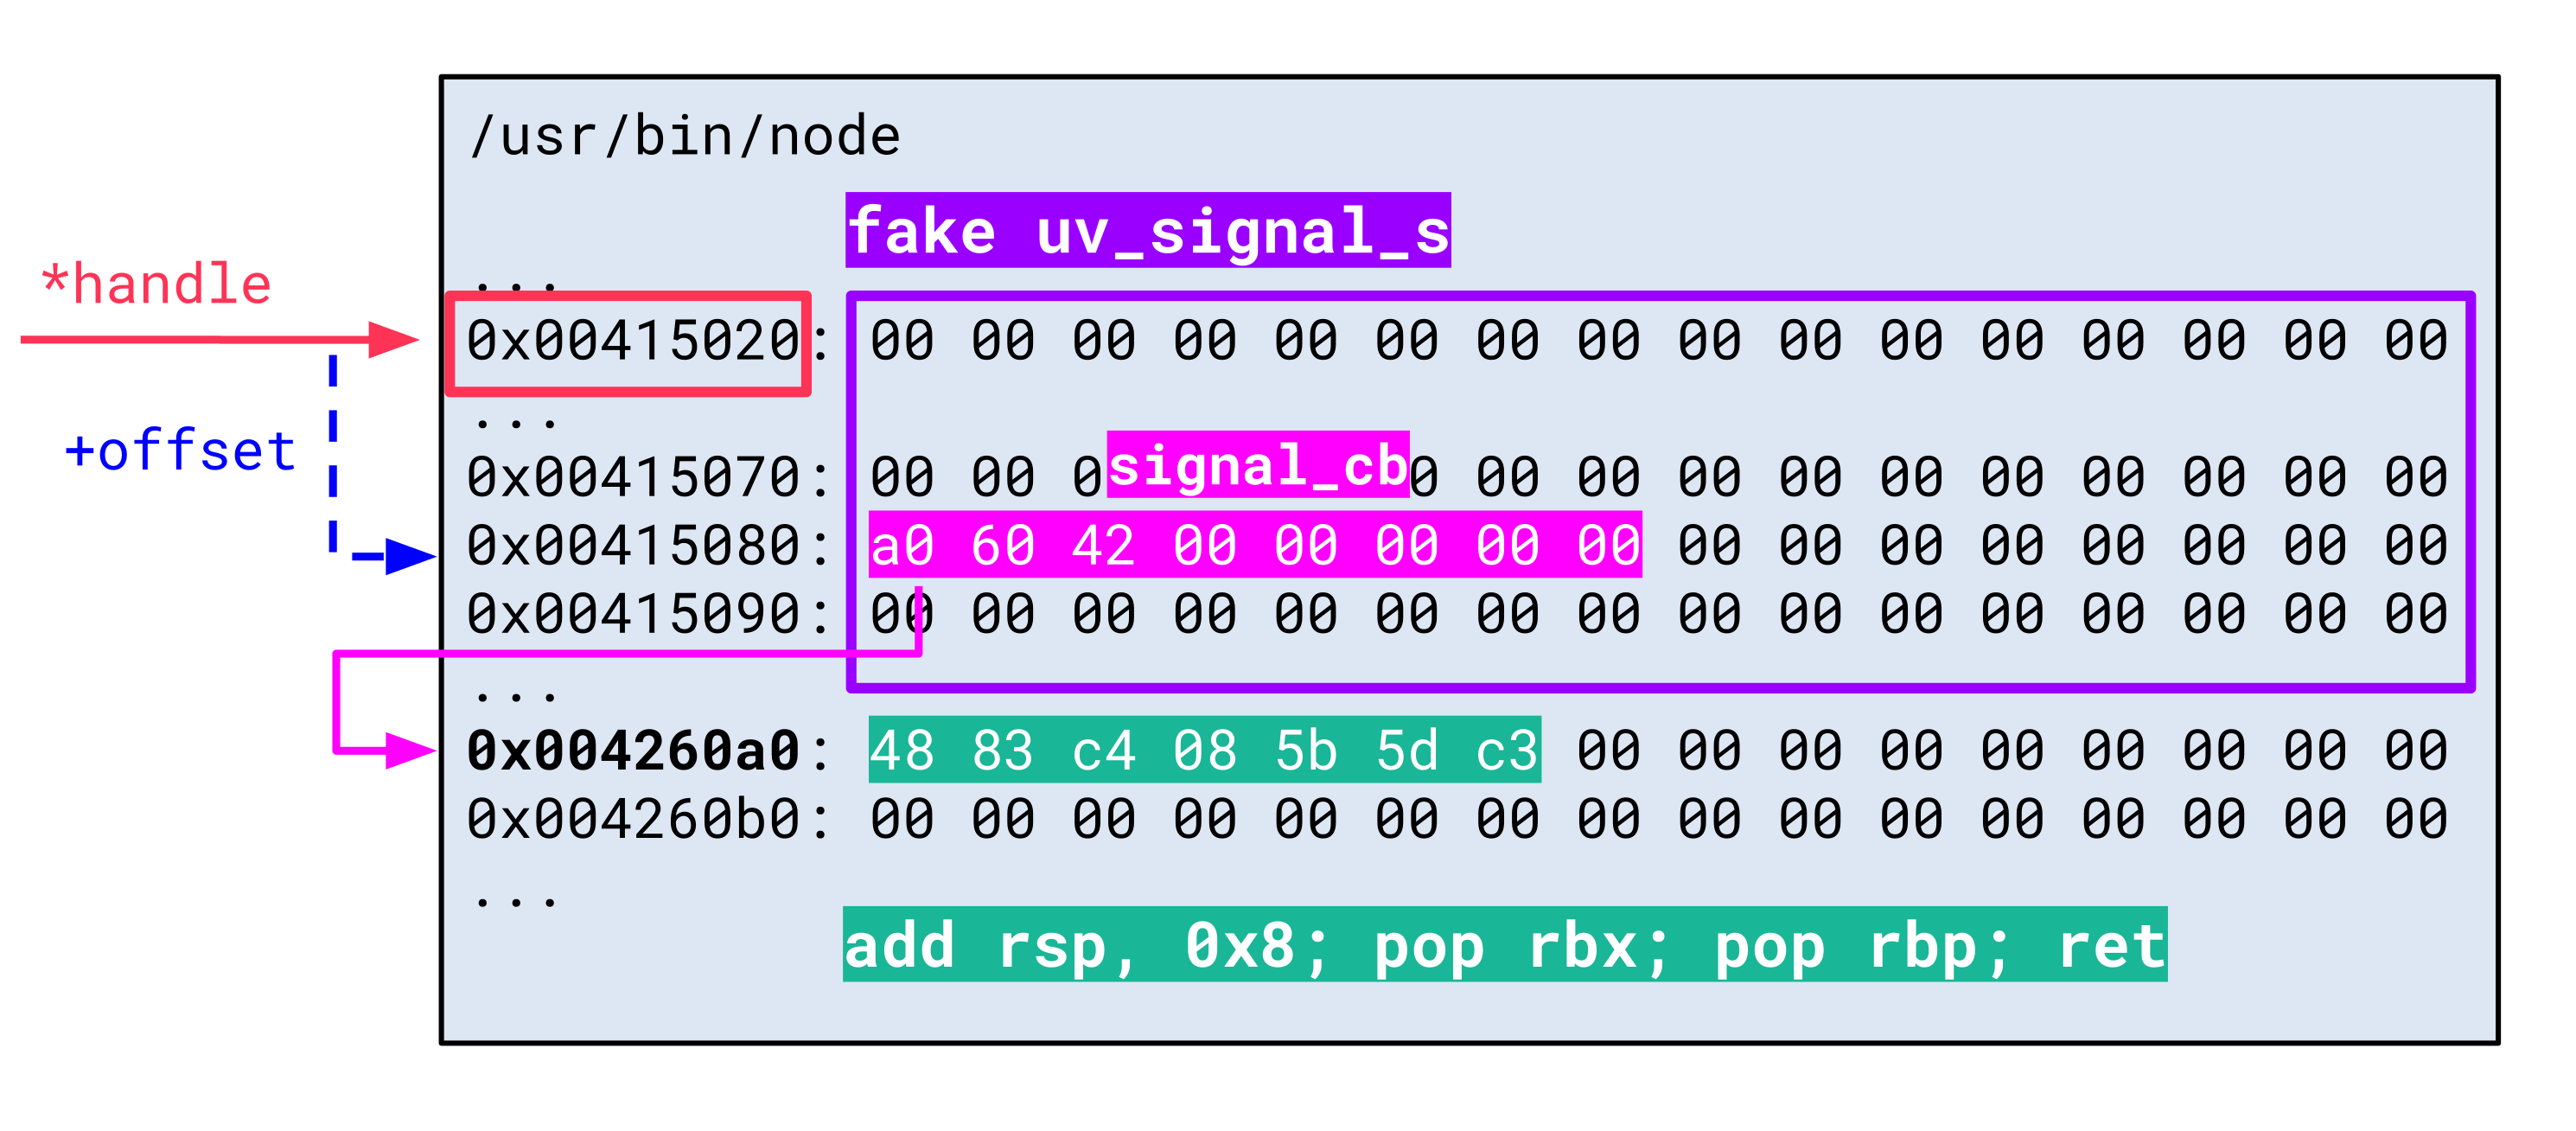 /usr/bin/node
fake uv_signal_s
*handle
...
0x00415020: 00 00 00 00 00 00 00 00 00 00 00 00 00 00 00 00
+offset
...
signal_cb
0x00415070: 00 00 0 0 00 00 00 00 00 00 00 00 00 00
0x00415080: a0 60 42 00 00 00 00 00 00 00 00 00 00 00 00 00
0x00415090: 00 00 00 00 00 00 00 00 00 00 00 00 00 00 00 00
...
0x004260a0: 48 83 c4 08 5b 5d c3 00 00 00 00 00 00 00 00 00
0x004260b0: 00 00 00 00 00 00 00 00 00 00 00 00 00 00 00 00
...
add rsp, 0x8; pop rbx; pop rbp; ret